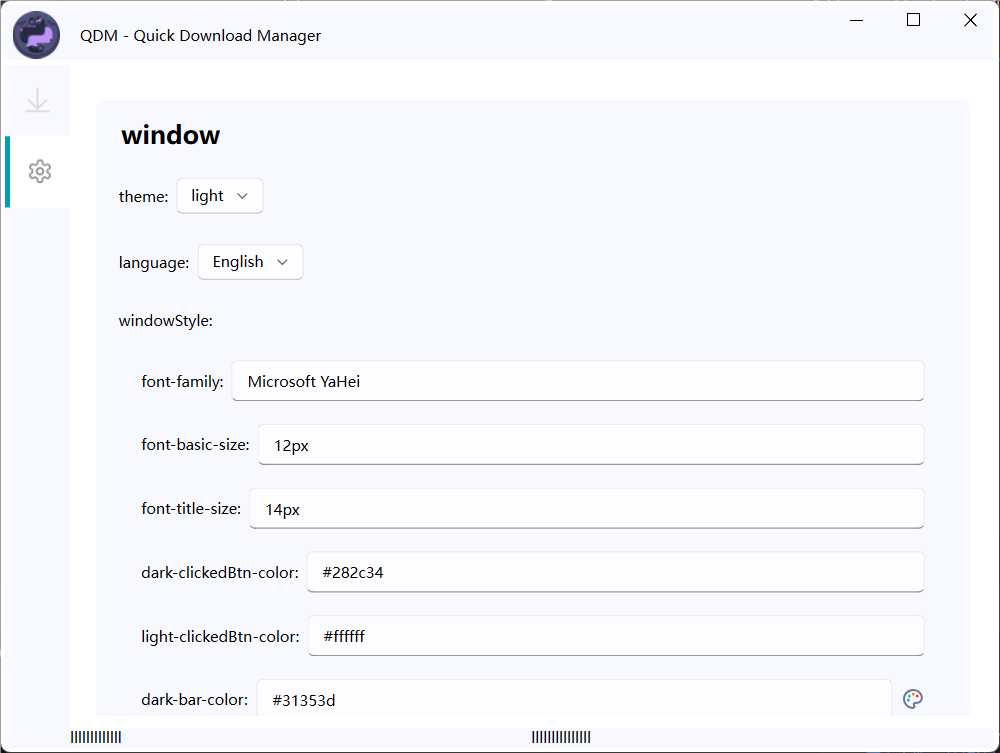 QDM - Quick Download Manager
window
theme: light
language: English
windowStyle:
font-family: Microsoft YaHei
font-basic-size: 12px
font-title-size: 14px
dark-clickedBtn-color: #282c34
light-clickedBtn-color: #ffffff
dark-bar-color: #31353d